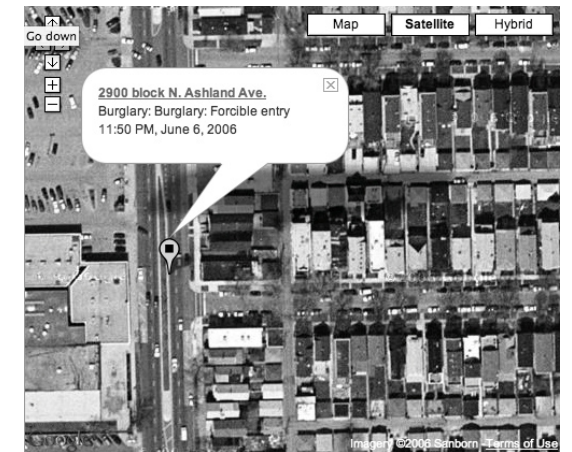 Map
Satellite
Hybrid
Go down
2900 block N. Ashland Ave.
Burglary: Burglary: Forcible entry
11:50 PM, June 6, 2006
Imagery ©2006 Sanborn - Terms of Use